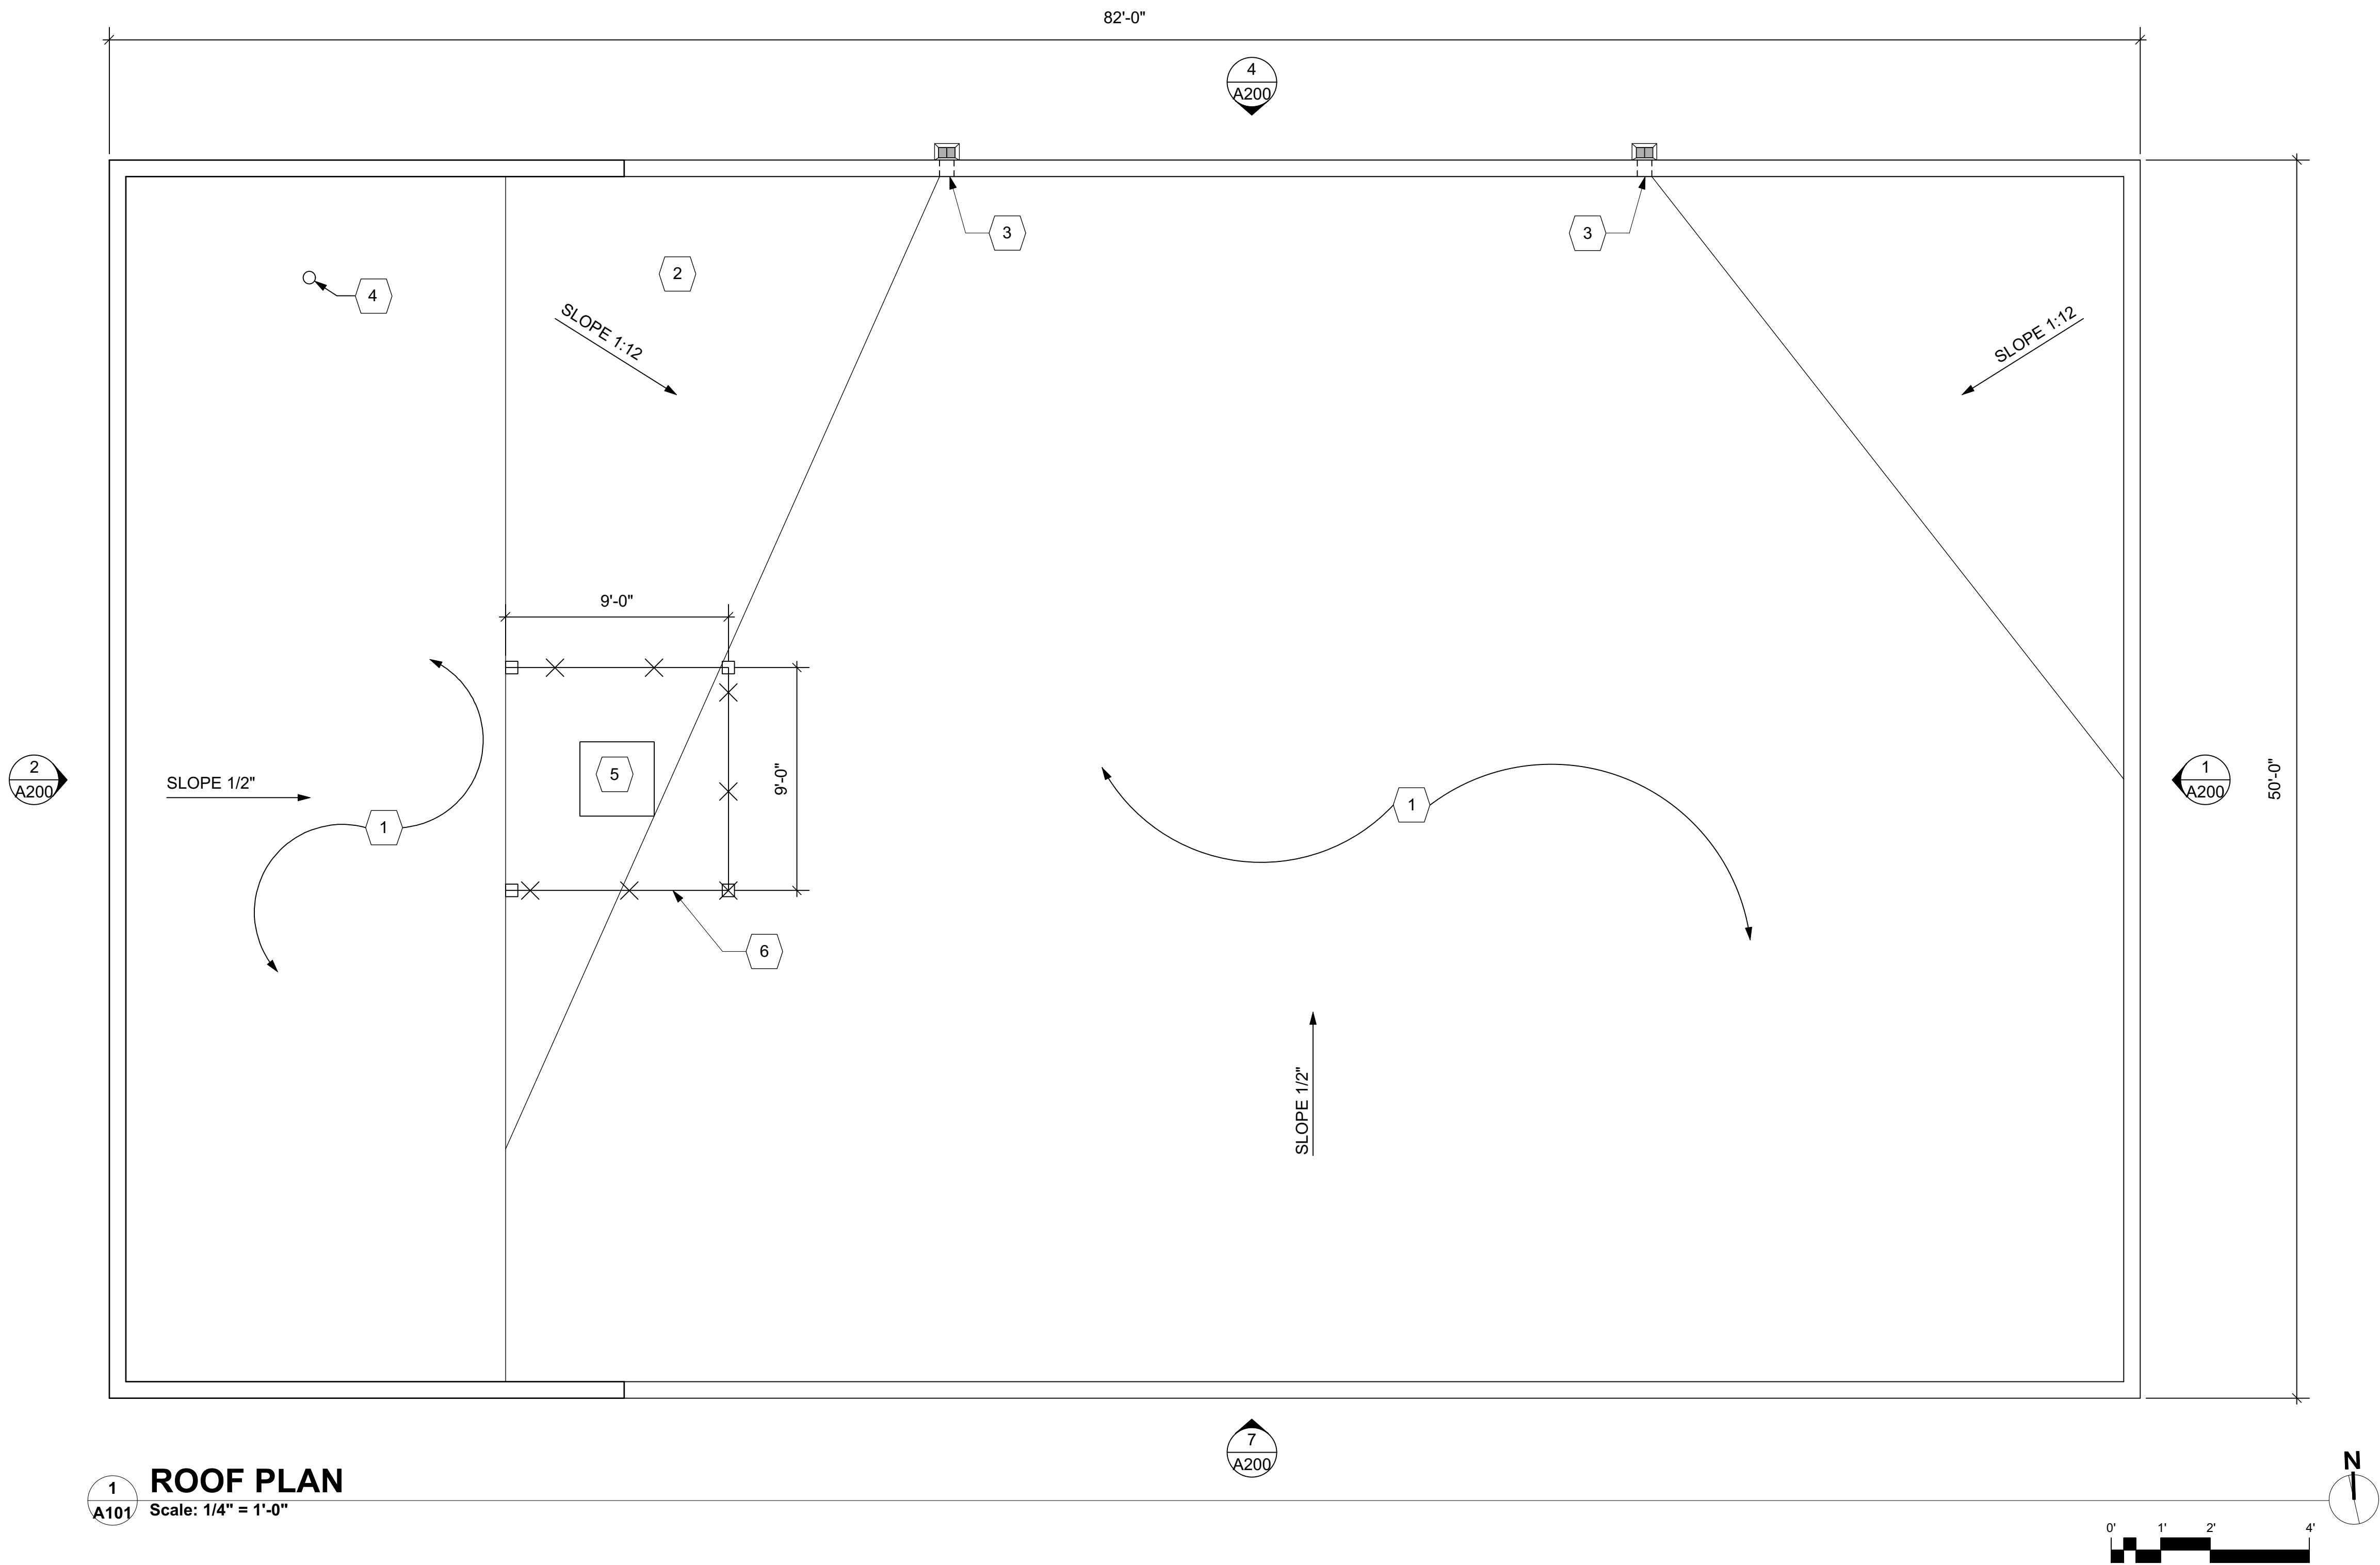 82'-0"
4
A200
3
3
2
4
SLOPE 1:12
SLOPE 1:12
9'-0"
5
9'-0"
2
A200
SLOPE 1/2"
1
1
1
A200
50'-0"
6
SLOPE 1/2"
7
A200
1
A101
ROOF PLAN
Scale: 1/4" = 1'-0"
N
0' 1' 2' 4'